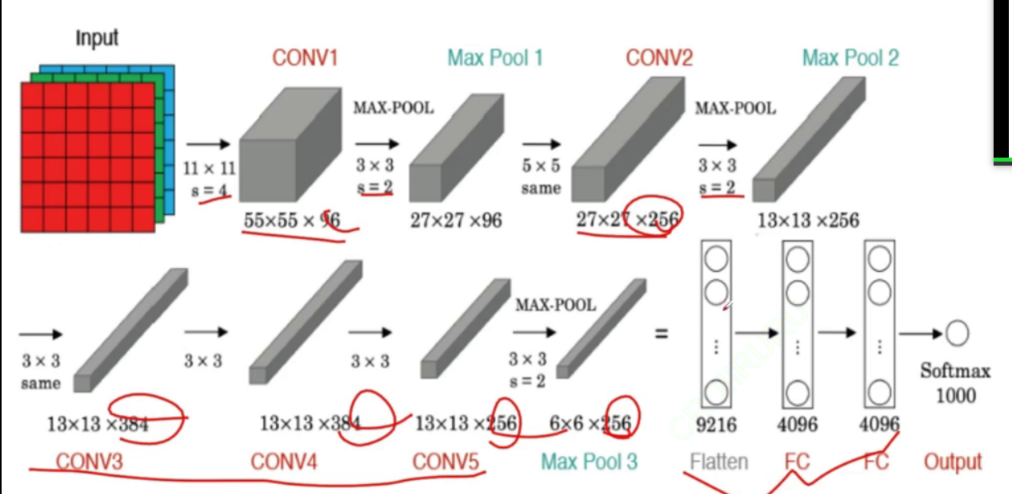 Input
CONV1
Max Pool 1
CONV2
Max Pool 2
MAX-POOL
MAX-POOL
11 × 11
s = 4
3 × 3
s = 2
5 × 5
same
3 × 3
s = 2
55×55 × 96
27×27 ×96
27×27 ×256
13×13 ×256
MAX-POOL
=
3 × 3
same
3 × 3
3 × 3
3 × 3
s = 2
Softmax
1000
13×13 ×384
13×13 ×384
13×13 ×256
6×6 ×256
9216
4096
4096
CONV3
CONV4
CONV5
Max Pool 3
Flatten
FC
FC
Output